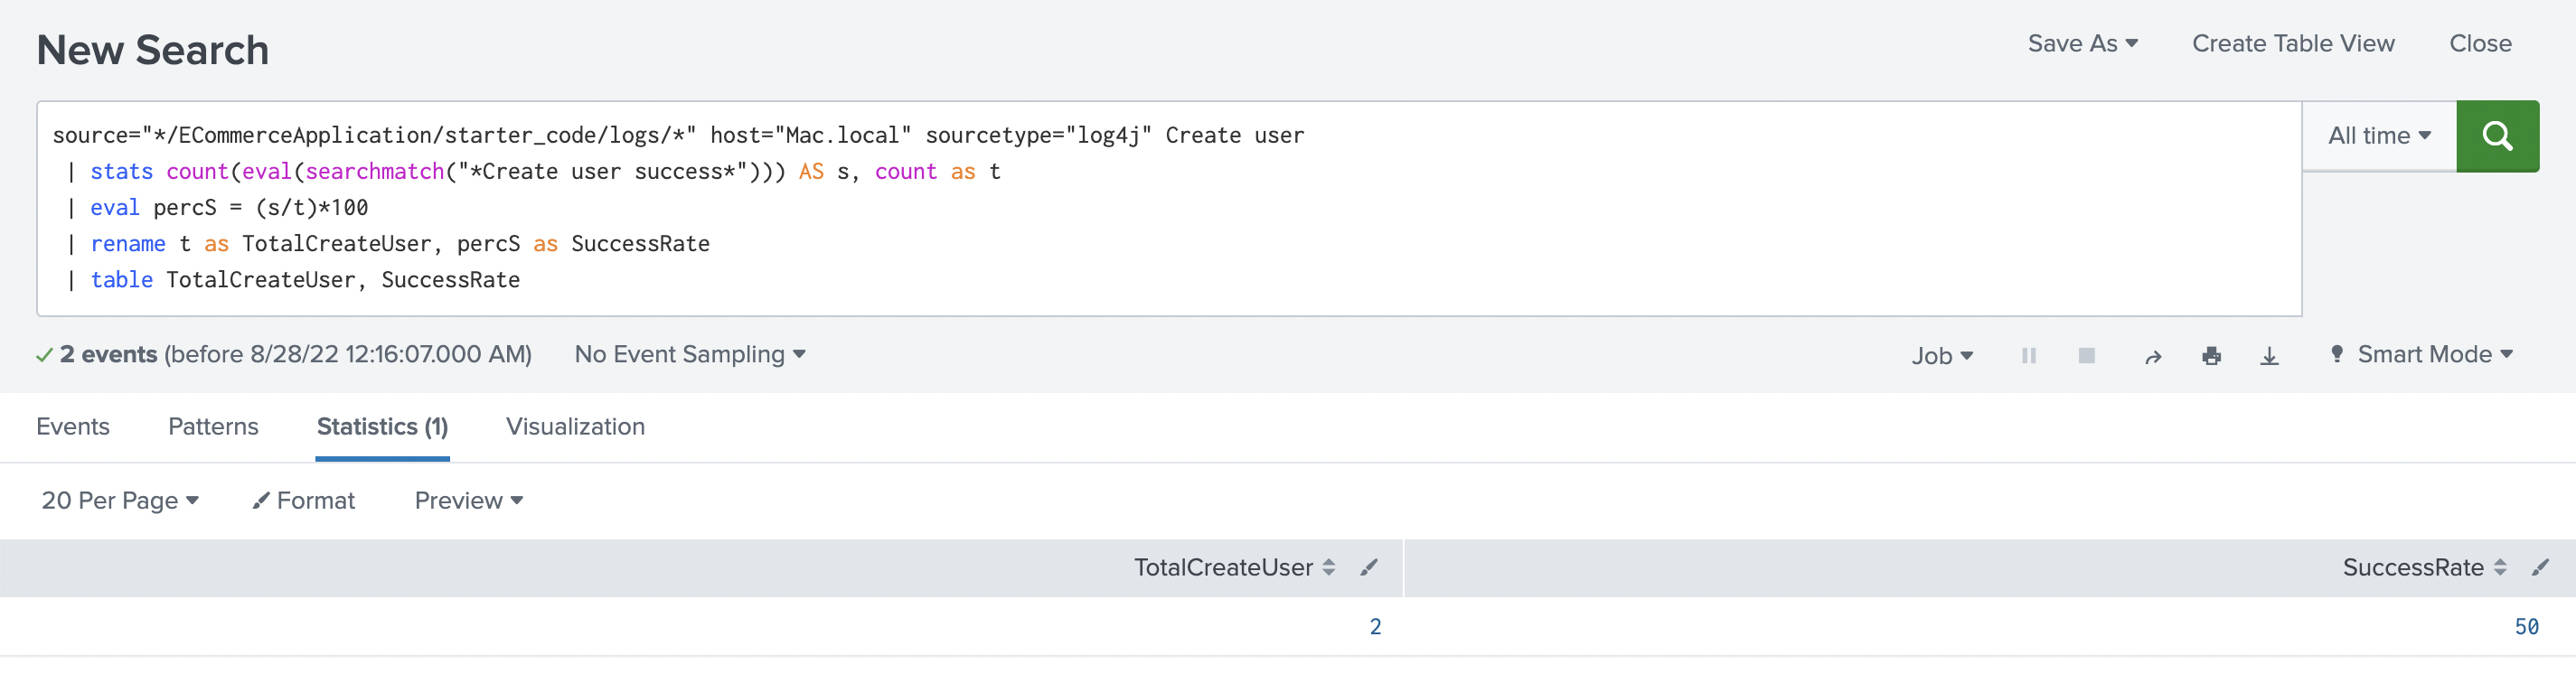 New Search
Save As Create Table View Close
source="*/ECommerceApplication/starter_code/logs/*" host="Mac.local" sourcetype="log4j" Create user
| stats count(eval(searchmatch("*Create user success*"))) AS s, count as t
| eval percS = (s/t)*100
| rename t as TotalCreateUser, percS as SuccessRate
| table TotalCreateUser, SuccessRate
All time
2 events (before 8/28/22 12:16:07.000 AM) No Event Sampling Job Smart Mode
Events Patterns Statistics (1) Visualization
20 Per Page Format Preview
TotalCreateUser SuccessRate
2 50